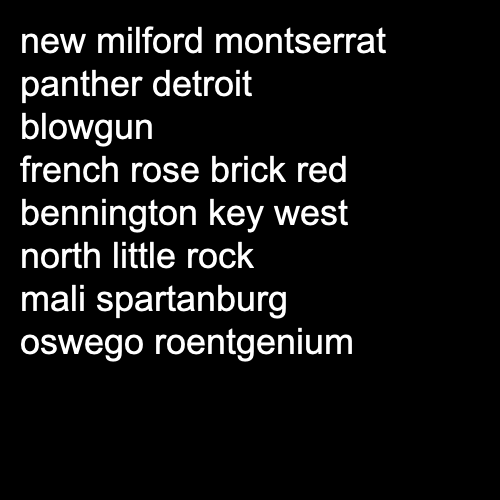 new milford montserrat
panther detroit
blowgun
french rose brick red
bennington key west
north little rock
mali spartanburg
oswego roentgenium